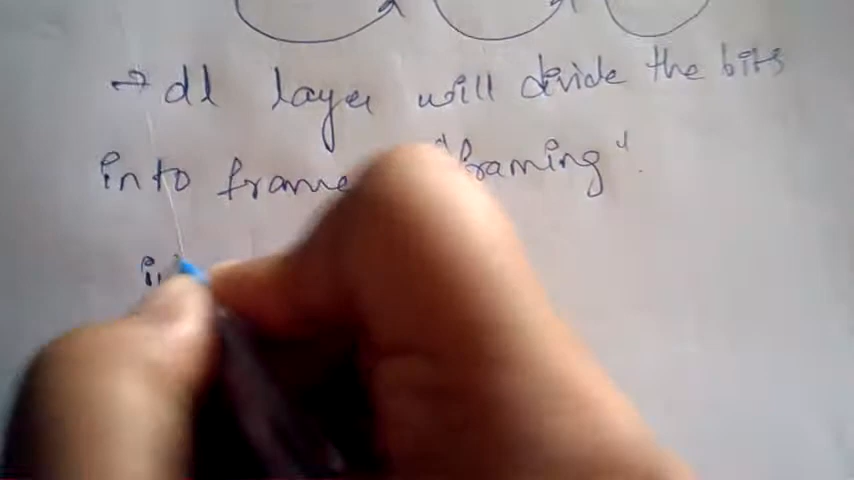 → dl layer will divide the bits
into frame "framing".